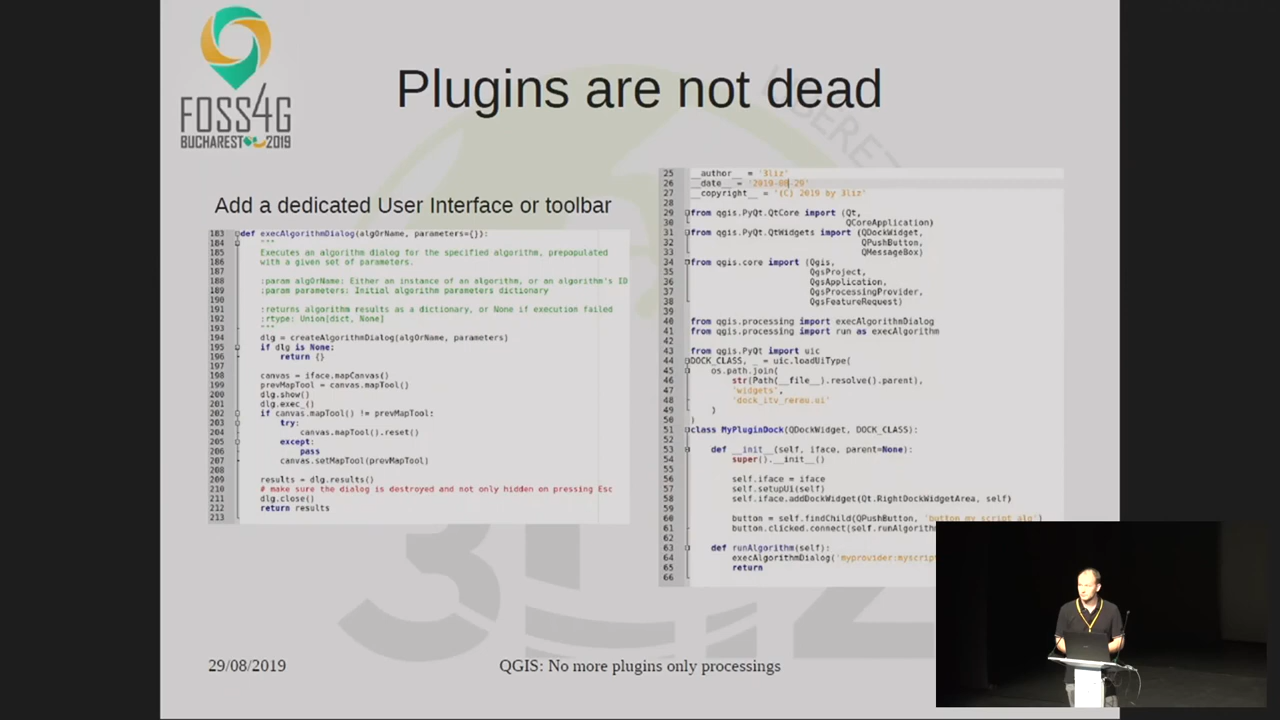 FOSS4G
BUCHAREST 2019
Plugins are not dead
LIBEREZ
Add a dedicated User Interface or toolbar
183 def execAlgorithmDialog(algOrName, parameters={}):
184 """
185 Executes an algorithm dialog for the specified algorithm, prepopulated
186 with a given set of parameters.
187
188 :param algOrName: Either an instance of an algorithm, or an algorithm's ID
189 :param parameters: Initial algorithm parameters dictionary
190
191 :returns algorithm results as a dictionary, or None if execution failed
192 :rtype: Union[dict, None]
193 """
194 dlg = createAlgorithmDialog(algOrName, parameters)
195 if dlg is None:
196 return {}
197
198 canvas = iface.mapCanvas()
199 prevMapTool = canvas.mapTool()
200 dlg.show()
201 dlg.exec_()
202 if canvas.mapTool() != prevMapTool:
203 try:
204 canvas.mapTool().reset()
205 except:
206 pass
207 canvas.setMapTool(prevMapTool)
208
209 results = dlg.results()
210 # make sure the dialog is destroyed and not only hidden on pressing Esc
211 dlg.close()
212 return results
213
25 __author__ = '3liz'
26 __date__ = '2019-08-29'
27 __copyright__ = '(C) 2019 by 3liz'
28
29 from qgis.PyQt.QtCore import (Qt,
30 QCoreApplication)
31 from qgis.PyQt.QtWidgets import (QDockWidget,
32 QPushButton,
33 QMessageBox)
34 from qgis.core import (Qgis,
35 QgsProject,
36 QgsApplication,
37 QgsProcessingProvider,
38 QgsFeatureRequest)
39
40 from qgis.processing import execAlgorithmDialog
41 from qgis.processing import run as execAlgorithm
42
43 from qgis.PyQt import uic
44 DOCK_CLASS, _ = uic.loadUiType(
45 os.path.join(
46 str(Path(__file__).resolve().parent),
47 'widgets',
48 'dock_itv_rerau.ui'
49 )
50 )
51 class MyPluginDock(QDockWidget, DOCK_CLASS):
52
53 def __init__(self, iface, parent=None):
54 super().__init__()
55
56 self.iface = iface
57 self.setupUi(self)
58 self.iface.addDockWidget(Qt.RightDockWidgetArea, self)
59
60 button = self.findChild(QPushButton, 'button_my_script_alg')
61 button.clicked.connect(self.runAlgorithm
62
63 def runAlgorithm(self):
64 execAlgorithmDialog('myprovider:myscript
65 return
66
3LIZ
29/08/2019
QGIS: No more plugins only processings